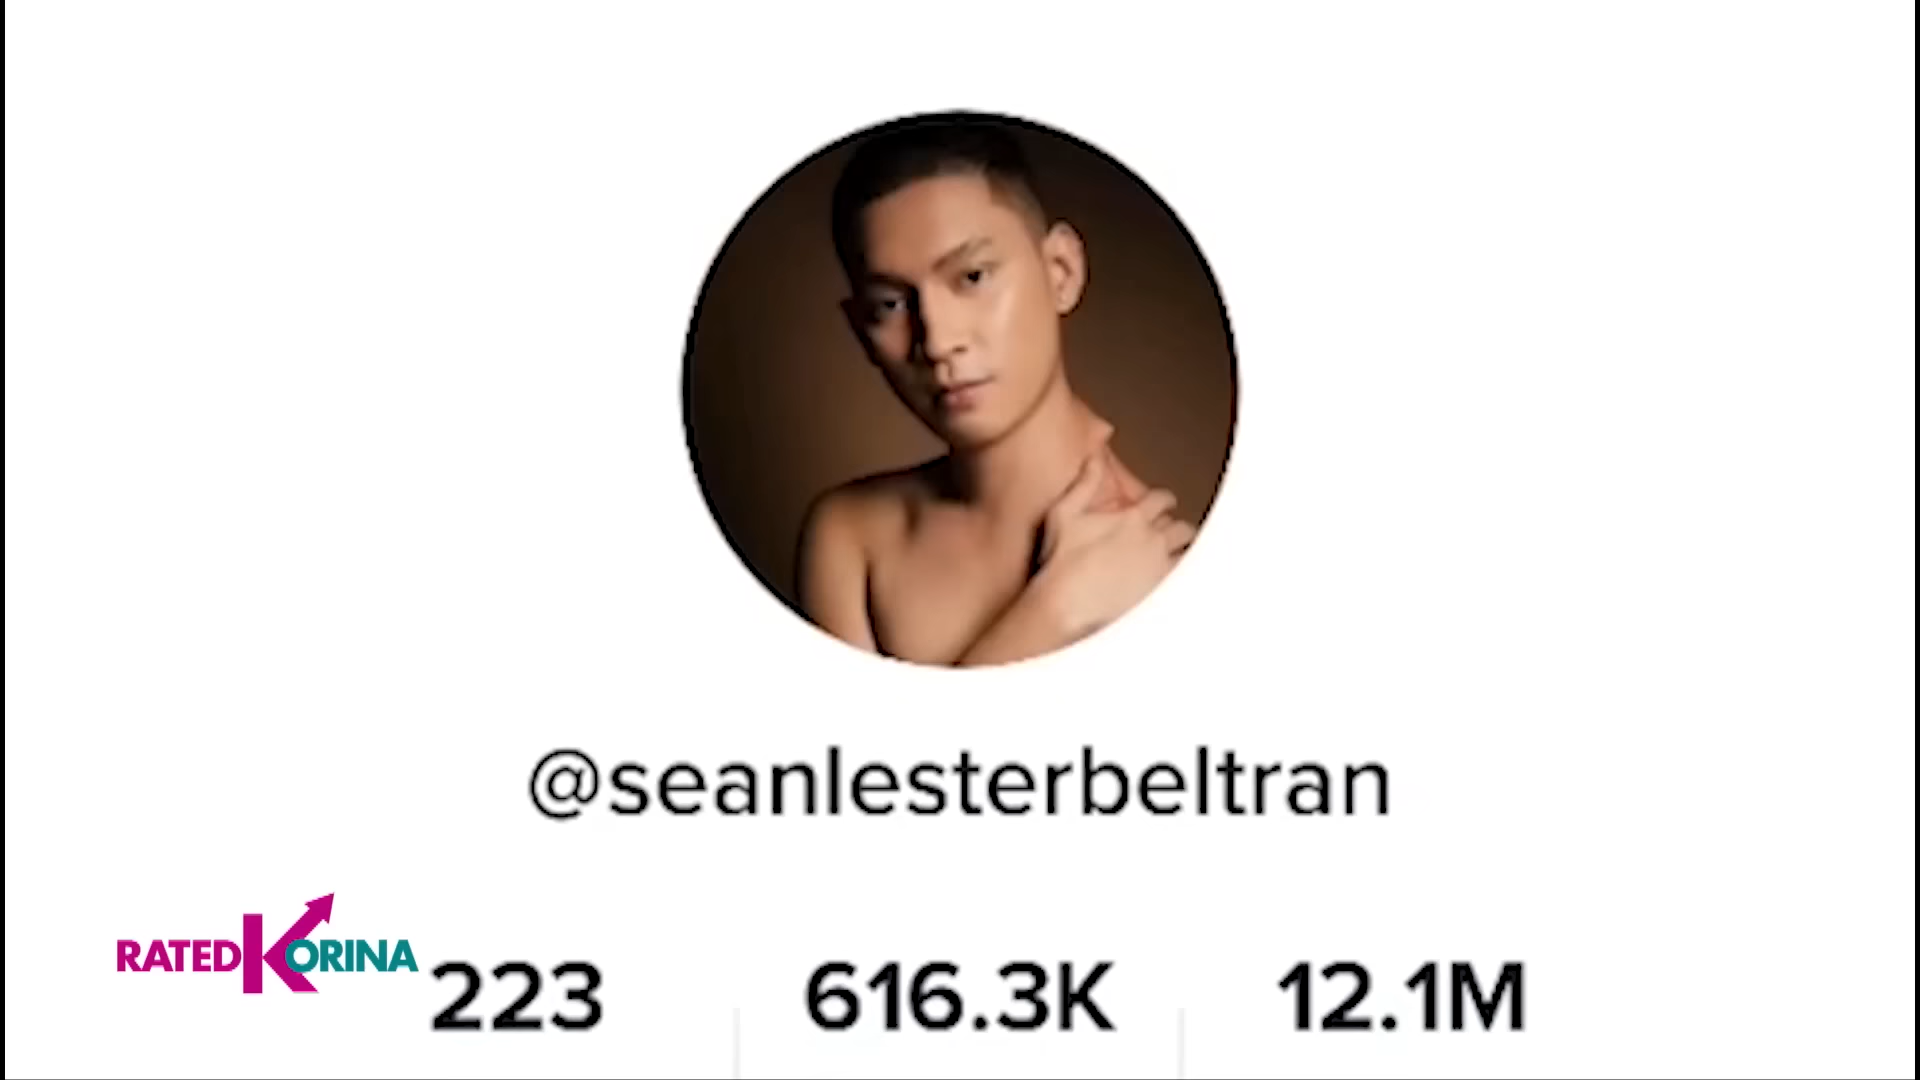 @seanlesterbeltran
RATED KORINA
223 616.3K 12.1M